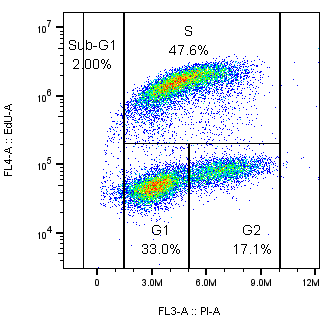 10^7
Sub-G1
2.00%
S
47.6%
10^6
FL4-A :: EdU-A
10^5
10^4
G1
33.0%
G2
17.1%
0
3.0M
6.0M
9.0M
12M
FL3-A :: PI-A